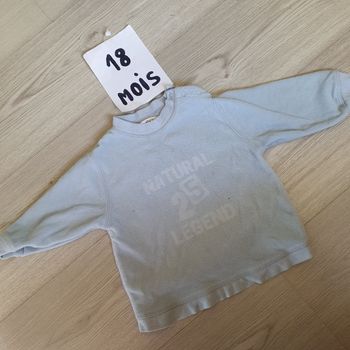 18
MOIS
NATURAL
25
LEGEND